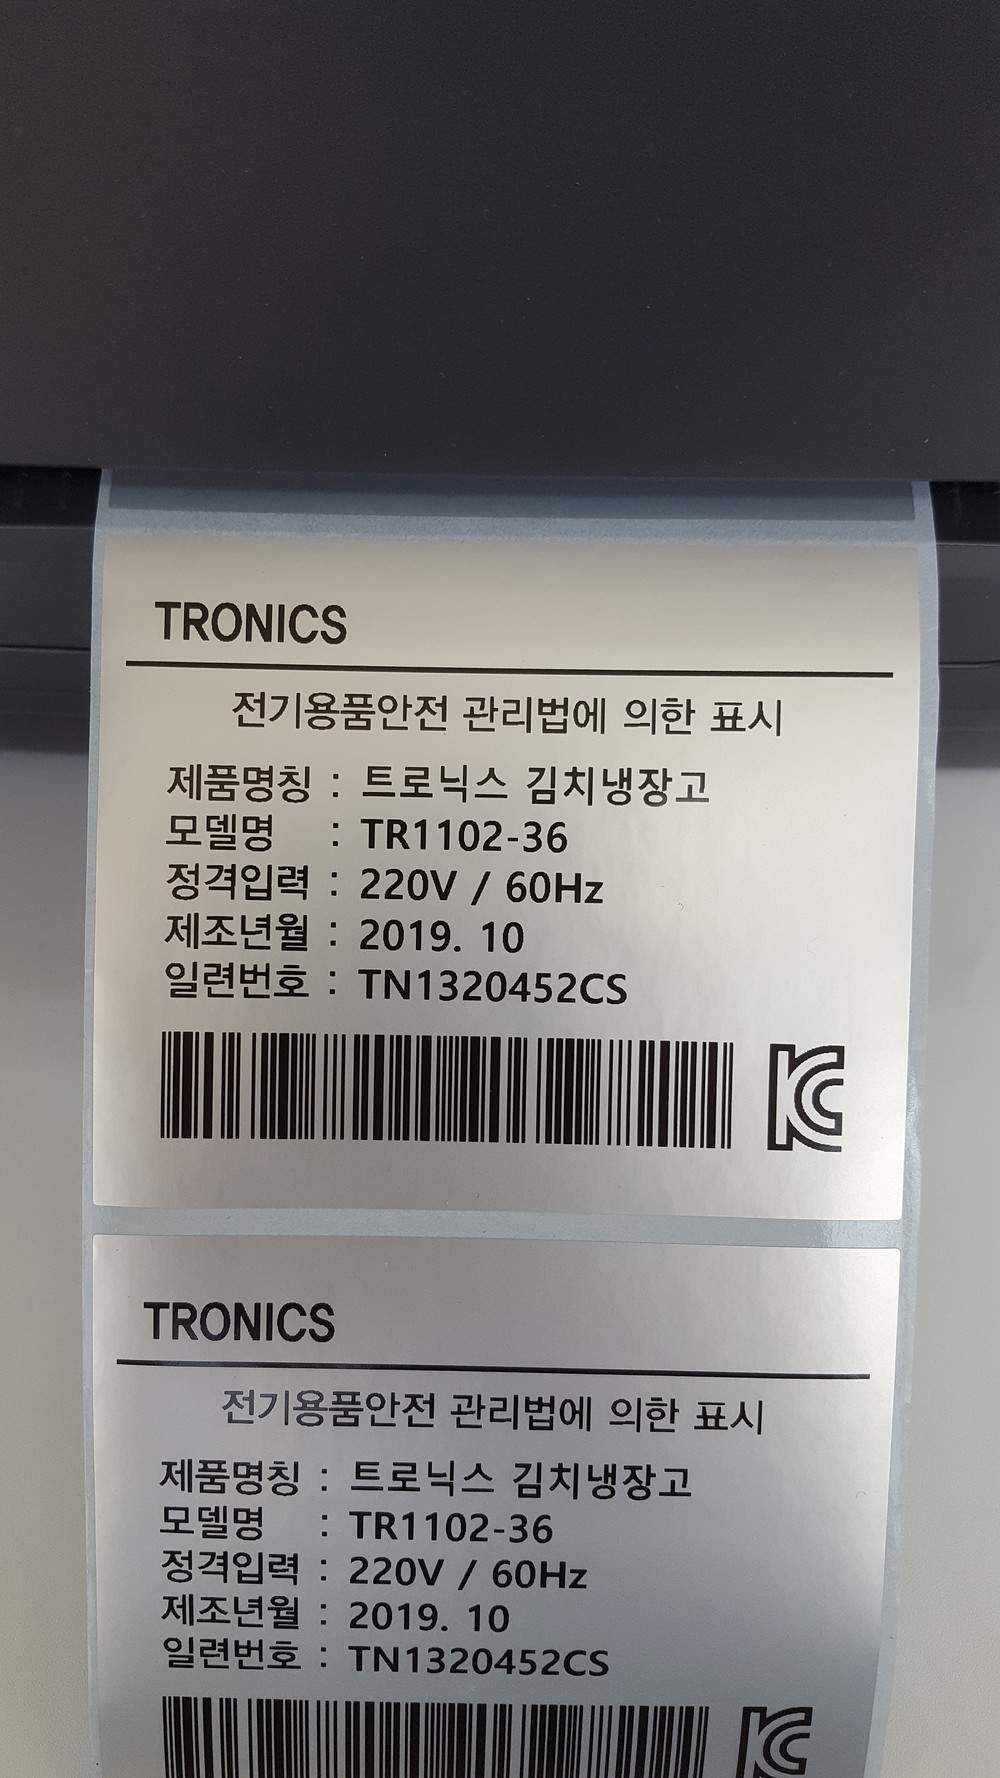 TRONICS
전기용품안전 관리법에 의한 표시
제품명칭 : 트로닉스 김치냉장고
모델명 : TR1102-36
정격입력 : 220V / 60Hz
제조년월 : 2019. 10
일련번호 : TN1320452CS
KC
TRONICS
전기용품안전 관리법에 의한 표시
제품명칭 : 트로닉스 김치냉장고
모델명 : TR1102-36
정격입력 : 220V / 60Hz
제조년월 : 2019. 10
일련번호 : TN1320452CS
KC